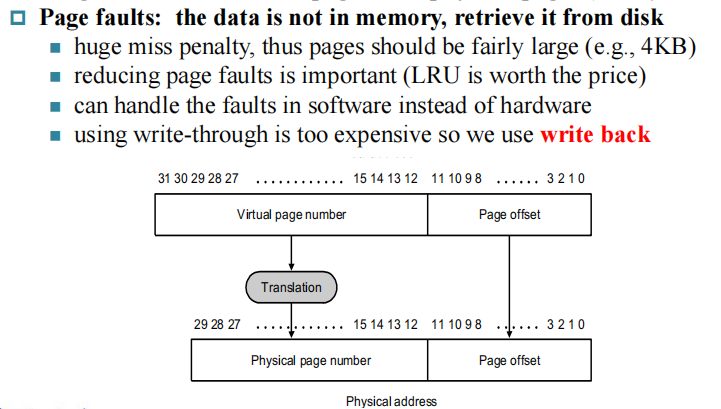 Page faults: the data is not in memory, retrieve it from disk
huge miss penalty, thus pages should be fairly large (e.g., 4KB)
reducing page faults is important (LRU is worth the price)
can handle the faults in software instead of hardware
using write-through is too expensive so we use write back
31 30 29 28 27 ............ 15 14 13 12 11 10 9 8 ...... 3 2 1 0
Virtual page number Page offset
Translation
29 28 27 ............ 15 14 13 12 11 10 9 8 ...... 3 2 1 0
Physical page number Page offset
Physical address